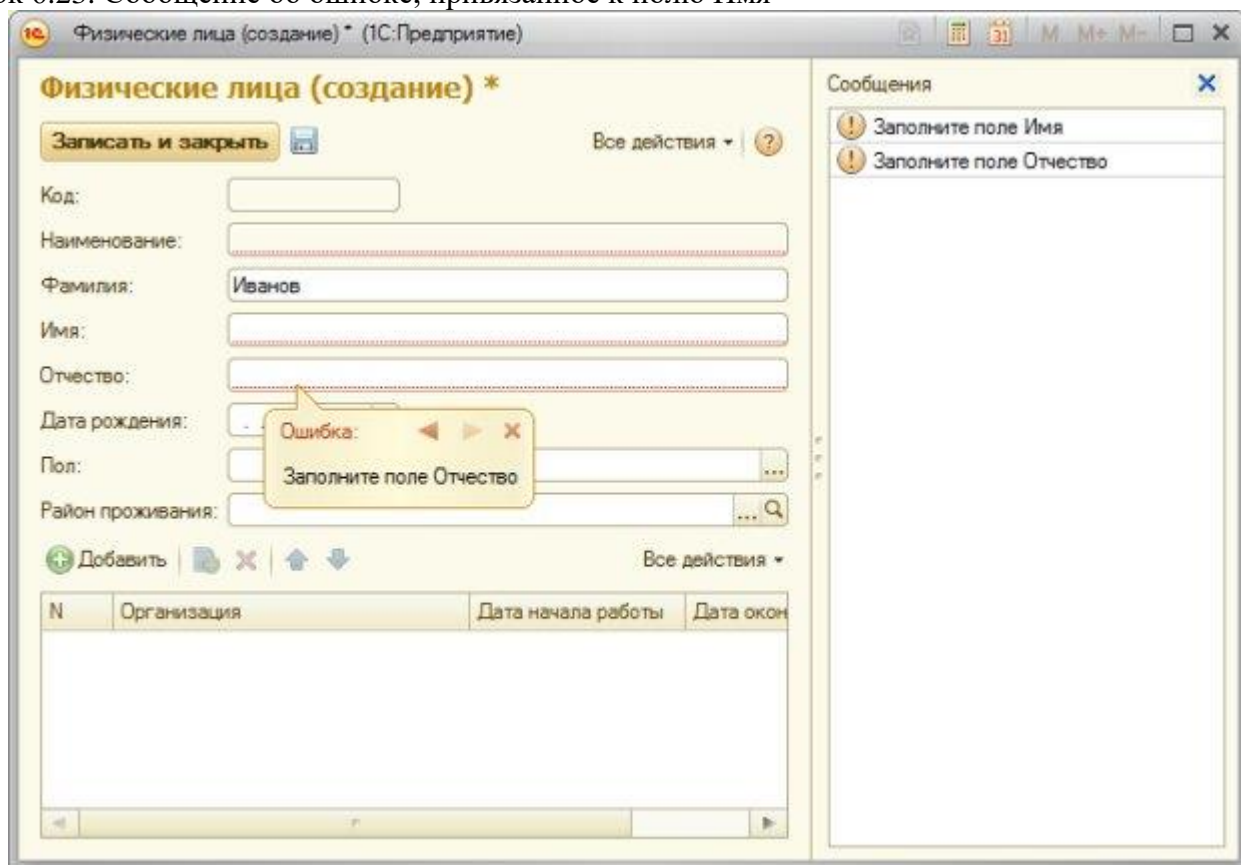 6.23. Сообщение об ошибке, привязанное к полю Имя
Физические лица (создание) * (1С:Предприятие)
31 M M+ M-
Физические лица (создание) *
Записать и закрыть
Все действия
?
Код:
Наименование:
Фамилия: Иванов
Имя:
Отчество:
Дата рождения:
Ошибка:
Заполните поле Отчество
Пол:
...
Район проживания:
...
Добавить
Все действия
N Организация Дата начала работы Дата окон
Сообщения
Заполните поле Имя
Заполните поле Отчество